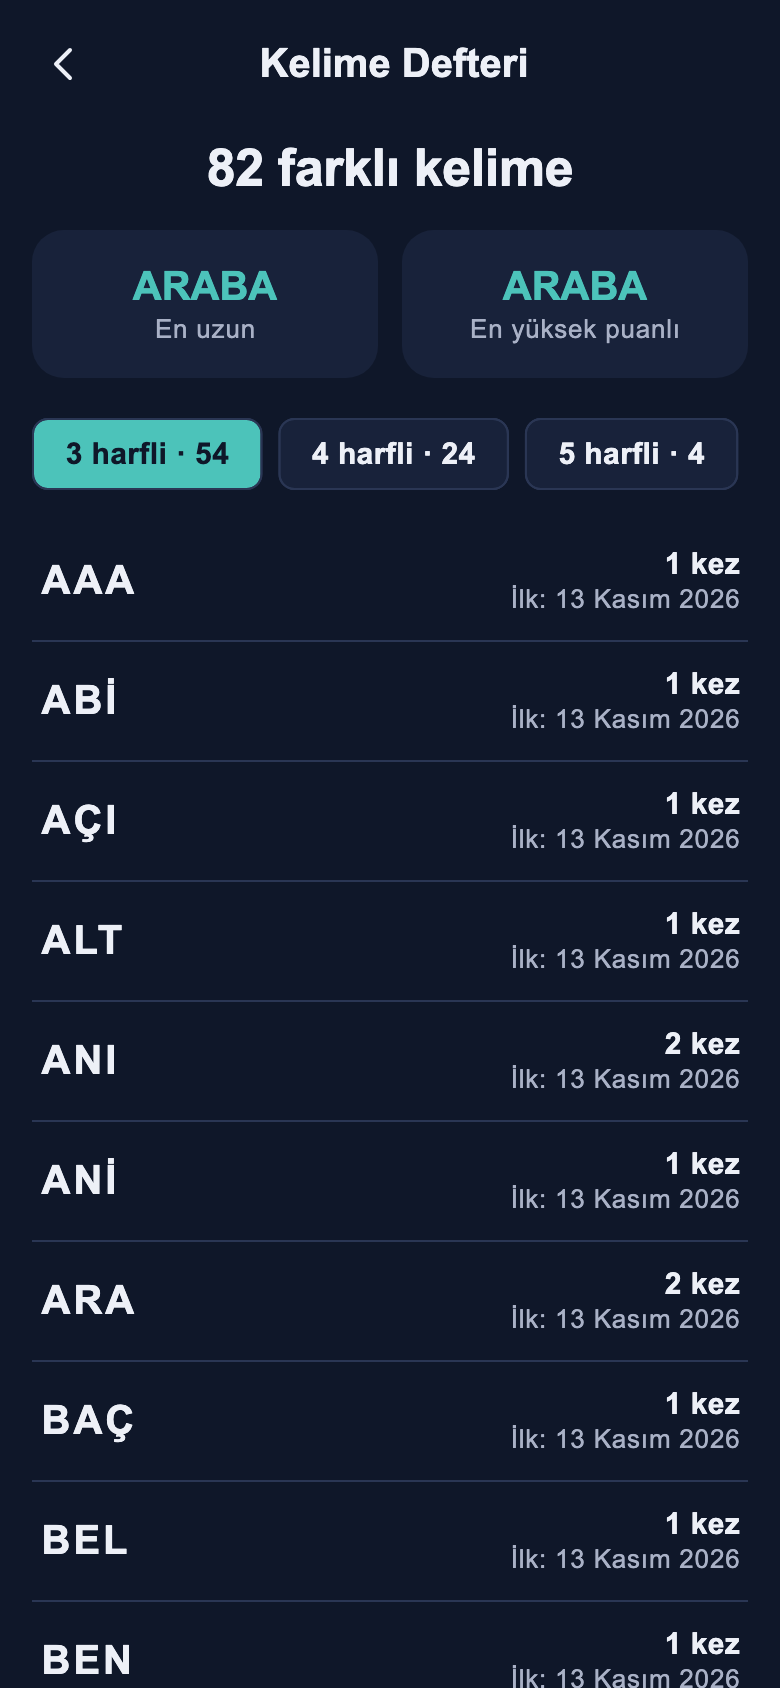 Kelime Defteri
82 farklı kelime
ARABA
En uzun
ARABA
En yüksek puanlı
3 harfli · 54
4 harfli · 24
5 harfli · 4
AAA
1 kez
İlk: 13 Kasım 2026
ABİ
1 kez
İlk: 13 Kasım 2026
AÇI
1 kez
İlk: 13 Kasım 2026
ALT
1 kez
İlk: 13 Kasım 2026
ANI
2 kez
İlk: 13 Kasım 2026
ANİ
1 kez
İlk: 13 Kasım 2026
ARA
2 kez
İlk: 13 Kasım 2026
BAÇ
1 kez
İlk: 13 Kasım 2026
BEL
1 kez
İlk: 13 Kasım 2026
BEN
1 kez
İlk: 13 Kasım 2026